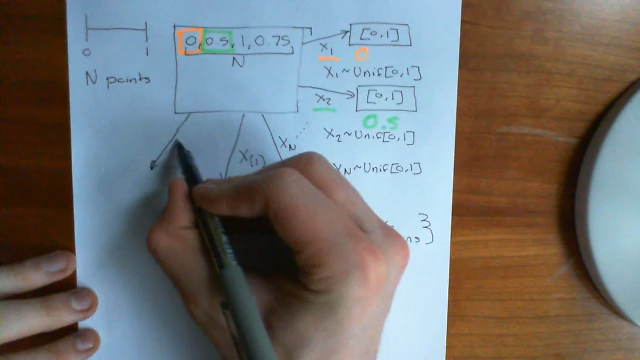 0 1
N points
0, 0.5, 1, 0.75,
N
X1
[0,1]
0
X1~Unif[0,1]
X2
[0,1]
0.5
X2~Unif[0,1]
X(1)
XN
XN~Unif[0,1]